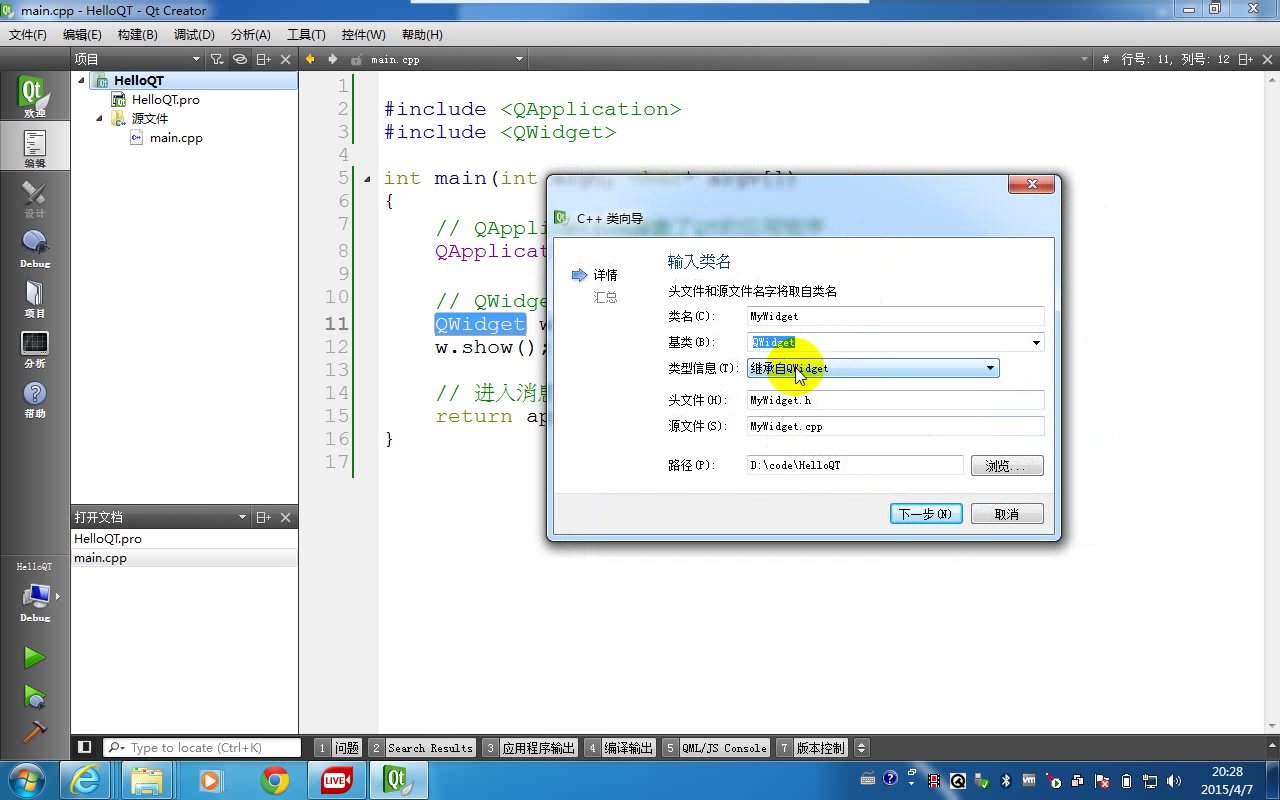 main.cpp - HelloQT - Qt Creator
文件(F) 编辑(E) 构建(B) 调试(D) 分析(A) 工具(T) 控件(W) 帮助(H)
项目
main.cpp
# 行号: 11, 列号: 12
Qt
欢迎
编辑
设计
Debug
项目
分析
帮助
HelloQT
Debug
HelloQT
HelloQT.pro
源文件
main.cpp
打开文档
HelloQT.pro
main.cpp
1
2 #include <QApplication>
3 #include <QWidget>
4
5 int main(int
6 {
7 // QAppl
8 QApplicat
9
10 // QWidge
11 QWidget w
12 w.show();
13
14 // 进入消息
15 return ap
16 }
17
C++ 类向导
详情
汇总
输入类名
头文件和源文件名字将取自类名
类名(C): MyWidget
基类(B): QWidget
类型信息(T): 继承自QWidget
头文件(H): MyWidget.h
源文件(S): MyWidget.cpp
路径(P): D:\code\HelloQT 浏览...
下一步(N) 取消
Type to locate (Ctrl+K)
1 问题 2 Search Results 3 应用程序输出 4 编译输出 5 QML/JS Console 7 版本控制
LIVE
Qt
20:28
2015/4/7